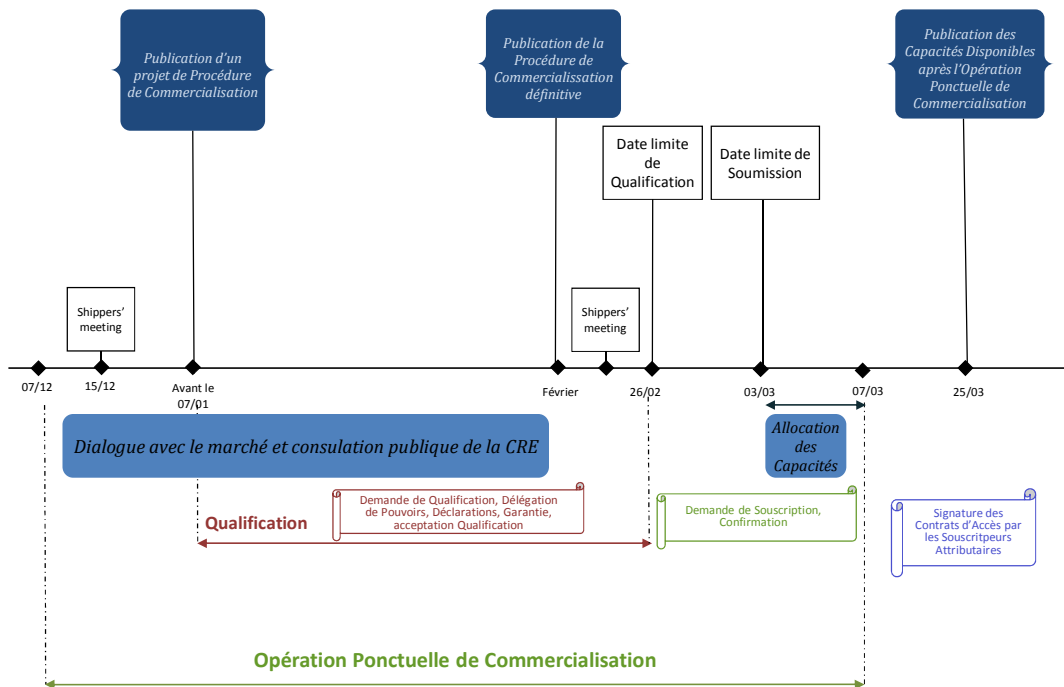 Publication d'un
projet de Procédure
de Commercialisation
Publication de la
Procédure de
Commercialissation
définitive
Publication des
Capacités Disponibles
après l'Opération
Ponctuelle de
Commercialisation
Date limite
de
Qualification
Date limite de
Soumission
Shippers'
meeting
Shippers'
meeting
07/12
15/12
Avant le
07/01
Février
26/02
03/03
07/03
25/03
Dialogue avec le marché et consulation publique de la CRE
Allocation
des
Capacités
Qualification
Demande de Qualification, Délégation
de Pouvoirs, Déclarations, Garantie,
acceptation Qualification
Demande de Souscription,
Confirmation
Signature des
Contrats d'Accès par
les Souscritpeurs
Attributaires
Opération Ponctuelle de Commercialisation